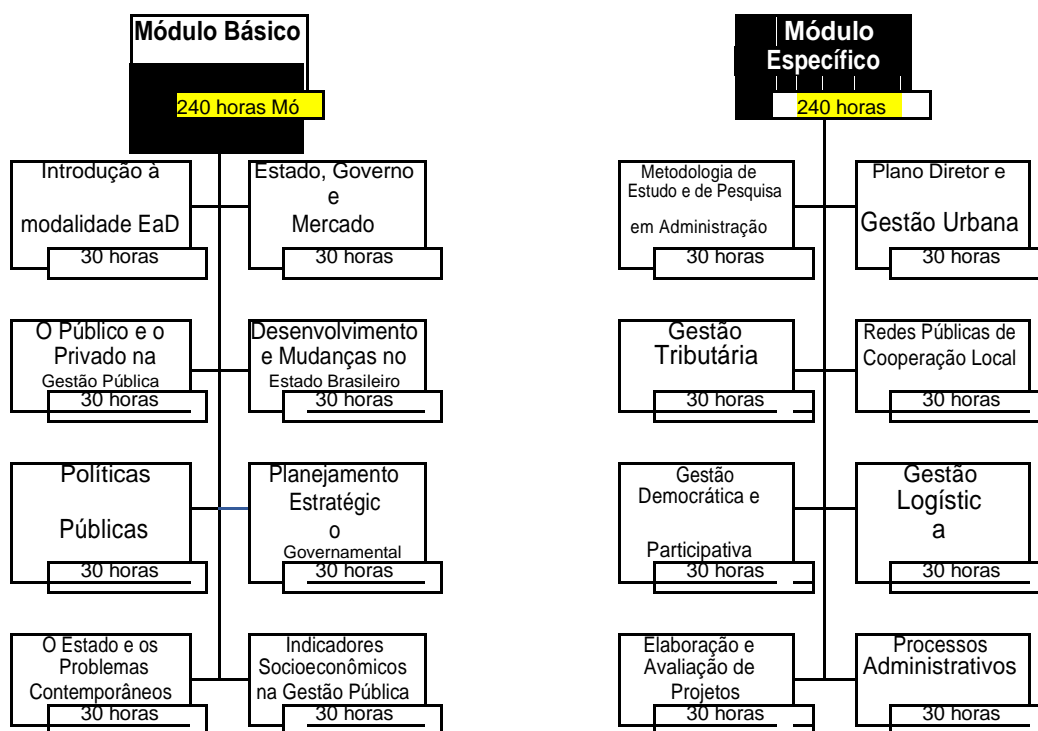 Módulo Básico
240 horas Mó
Introdução à
modalidade EaD
30 horas
Estado, Governo
e
Mercado
30 horas
O Público e o
Privado na
Gestão Pública
30 horas
Desenvolvimento
e Mudanças no
Estado Brasileiro
30 horas
Políticas
Públicas
30 horas
Planejamento
Estratégic
o
Governamental
30 horas
O Estado e os
Problemas
Contemporâneos
30 horas
Indicadores
Socioeconômicos
na Gestão Pública
30 horas
Módulo
Específico
240 horas
Metodologia de
Estudo e de Pesquisa
em Administração
30 horas
Plano Diretor e
Gestão Urbana
30 horas
Gestão
Tributária
30 horas
Redes Públicas de
Cooperação Local
30 horas
Gestão
Democrática e
Participativa
30 horas
Gestão
Logístic
a
30 horas
Elaboração e
Avaliação de
Projetos
30 horas
Processos
Administrativos
30 horas